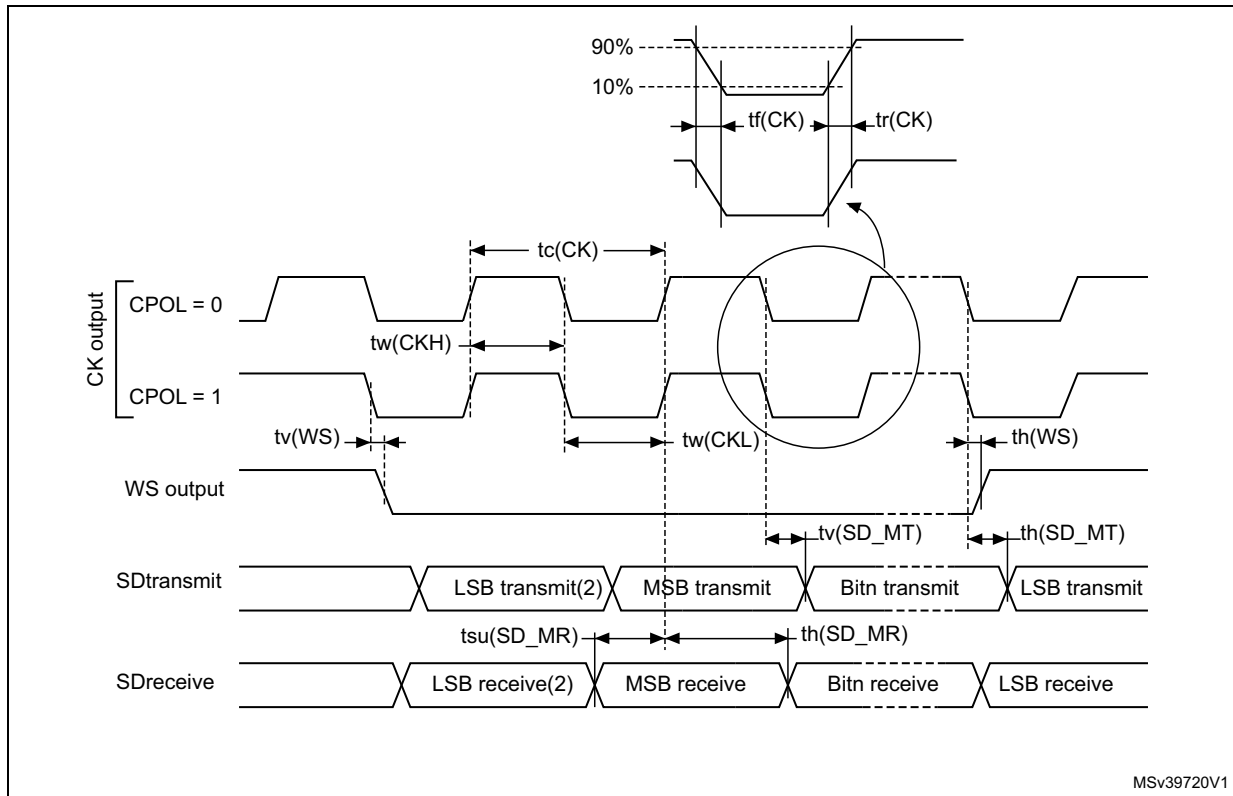 90%
10%
tf(CK)
tr(CK)
tc(CK)
CK output
CPOL = 0
tw(CKH)
CPOL = 1
tv(WS)
tw(CKL)
th(WS)
WS output
tv(SD_MT)
th(SD_MT)
SDtransmit
LSB transmit(2)
MSB transmit
Bitn transmit
LSB transmit
tsu(SD_MR)
th(SD_MR)
SDreceive
LSB receive(2)
MSB receive
Bitn receive
LSB receive
MSv39720V1